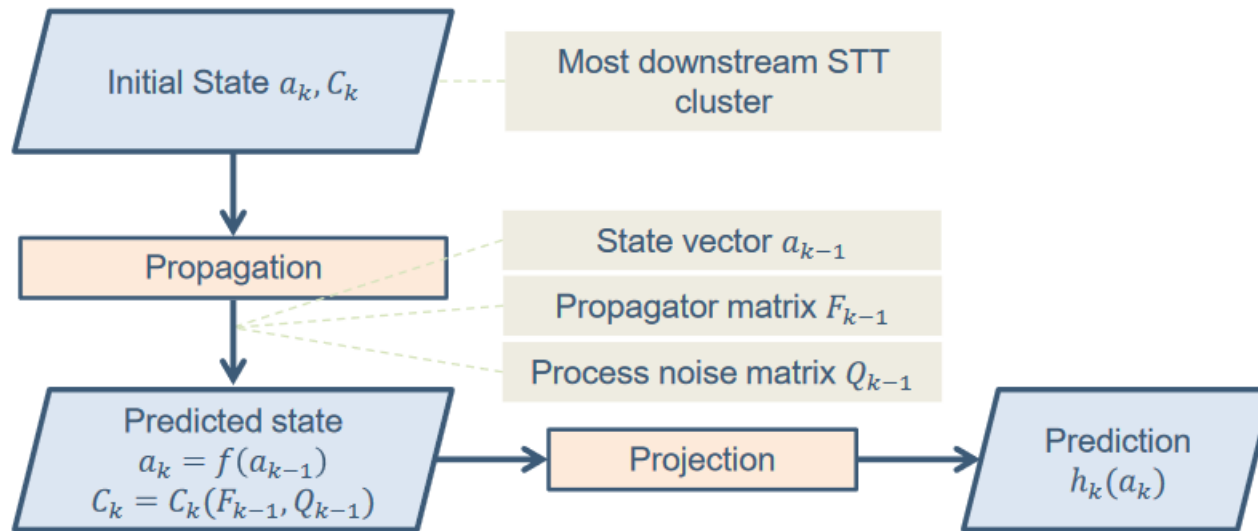 Initial State $a_k, C_k$
Most downstream STT
cluster
Propagation
State vector $a_{k-1}$
Propagator matrix $F_{k-1}$
Process noise matrix $Q_{k-1}$
Predicted state
$a_k = f(a_{k-1})$
$C_k = C_k(F_{k-1}, Q_{k-1})$
Projection
Prediction
$h_k(a_k)$